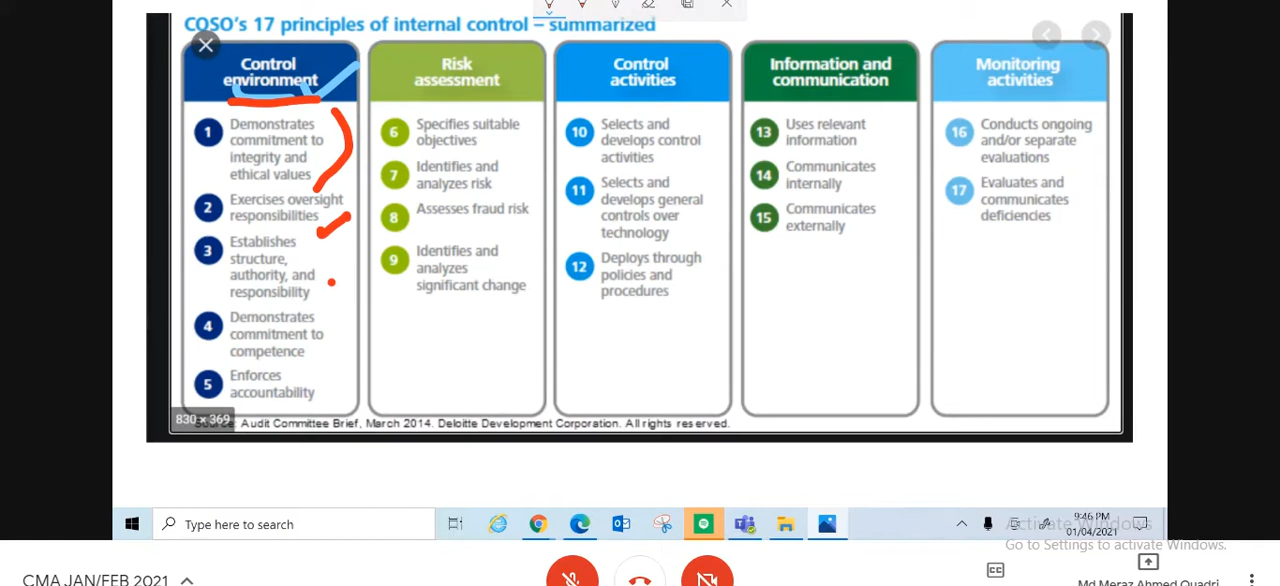 COSO's 17 principles of internal control – summarized
Control
environment
1 Demonstrates
commitment to
integrity and
ethical values
2 Exercises oversight
responsibilities
3 Establishes
structure,
authority, and
responsibility
4 Demonstrates
commitment to
competence
5 Enforces
accountability
Risk
assessment
6 Specifies suitable
objectives
7 Identifies and
analyzes risk
8 Assesses fraud risk
9 Identifies and
analyzes
significant change
Control
activities
10 Selects and
develops control
activities
11 Selects and
develops general
controls over
technology
12 Deploys through
policies and
procedures
Information and
communication
13 Uses relevant
information
14 Communicates
internally
15 Communicates
externally
Monitoring
activities
16 Conducts ongoing
and/or separate
evaluations
17 Evaluates and
communicates
deficiencies
830 × 369
Source: Audit Committee Brief, March 2014. Deloitte Development Corporation. All rights reserved.
Type here to search
9:46 PM
01/04/2021
Activate Windows
Go to Settings to activate Windows.
CC
CMA JAN/FEB 2021
Md Meraz Ahmed Quadri